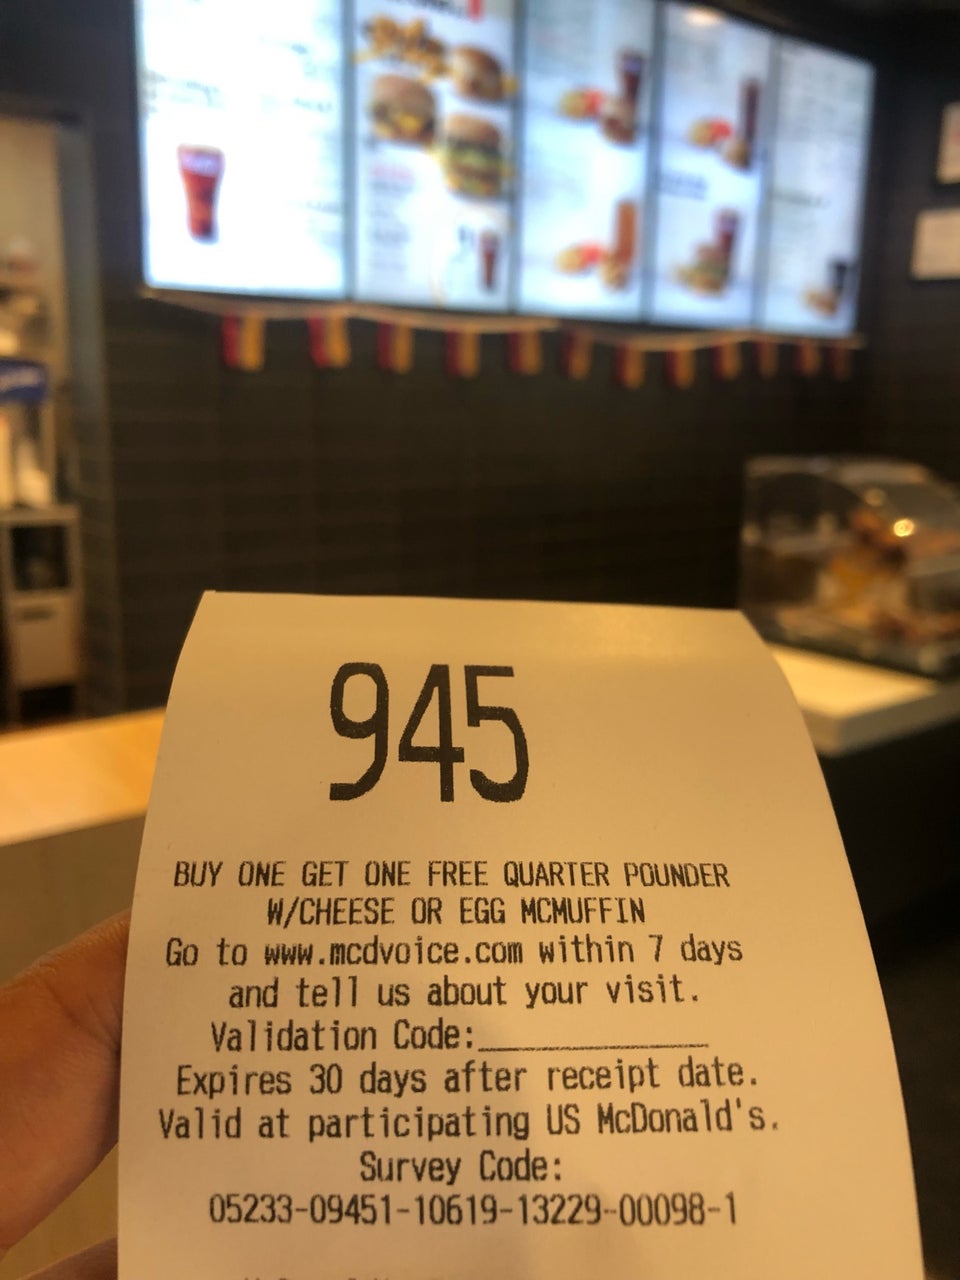 945
BUY ONE GET ONE FREE QUARTER POUNDER
W/CHEESE OR EGG MCMUFFIN
Go to www.mcdvoice.com within 7 days
and tell us about your visit.
Validation Code:______________
Expires 30 days after receipt date.
Valid at participating US McDonald's.
Survey Code:
05233-09451-10619-13229-00098-1